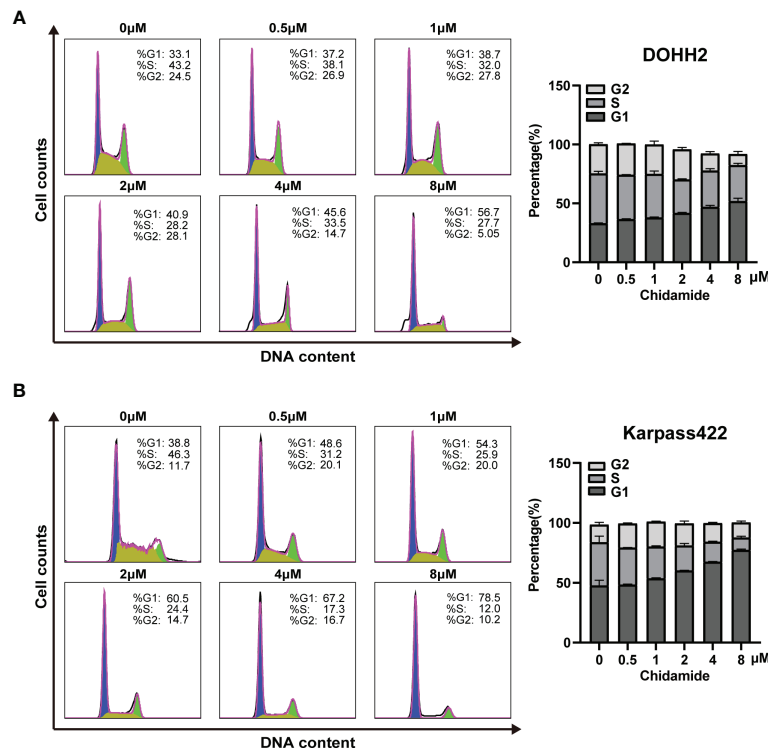 A
0μM
0.5μM
1μM
%G1: 33.1
%S: 43.2
%G2: 24.5
%G1: 37.2
%S: 38.1
%G2: 26.9
%G1: 38.7
%S: 32.0
%G2: 27.8
2μM
4μM
8μM
%G1: 40.9
%S: 28.2
%G2: 28.1
%G1: 45.6
%S: 33.5
%G2: 14.7
%G1: 56.7
%S: 27.7
%G2: 5.05
Cell counts
DNA content
DOHH2
G2
S
G1
Percentage(%)
150
100
50
0
0 0.5 1 2 4 8 μM
Chidamide
B
0μM
0.5μM
1μM
%G1: 38.8
%S: 46.3
%G2: 11.7
%G1: 48.6
%S: 31.2
%G2: 20.1
%G1: 54.3
%S: 25.9
%G2: 20.0
2μM
4μM
8μM
%G1: 60.5
%S: 24.4
%G2: 14.7
%G1: 67.2
%S: 17.3
%G2: 16.7
%G1: 78.5
%S: 12.0
%G2: 10.2
Cell counts
DNA content
Karpass422
G2
S
G1
Percentage(%)
150
100
50
0
0 0.5 1 2 4 8 μM
Chidamide